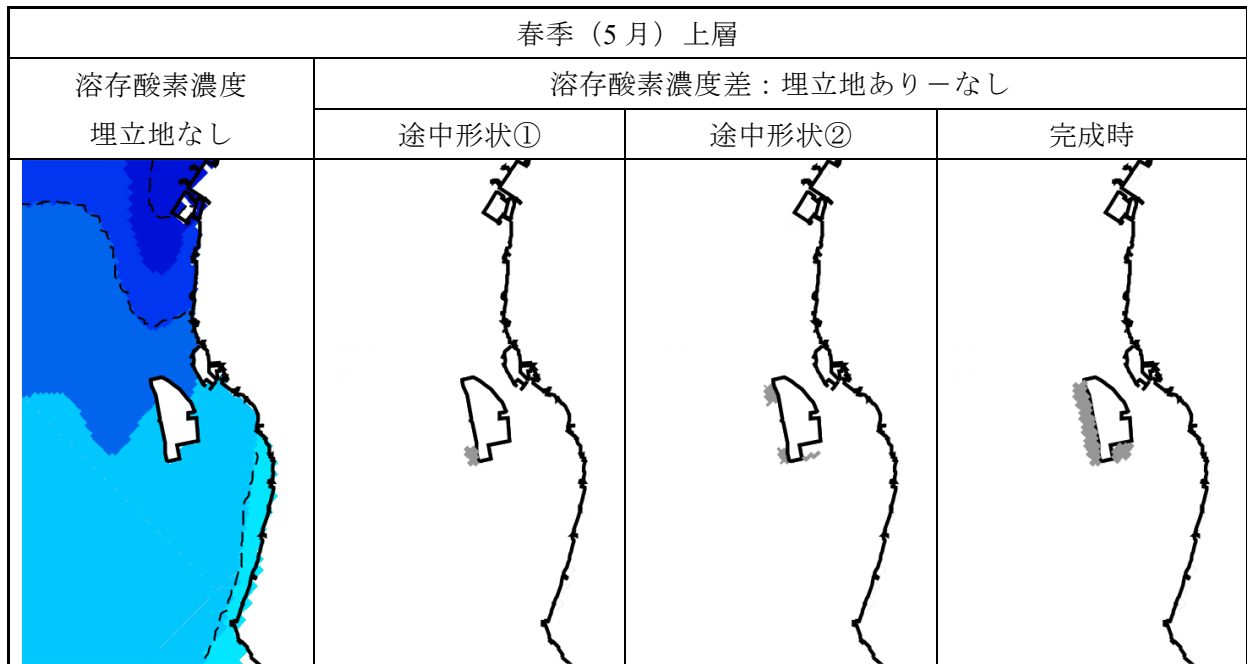 春季（5 月）上層
溶存酸素濃度
埋立地なし
溶存酸素濃度差：埋立地あり－なし
途中形状①
途中形状②
完成時